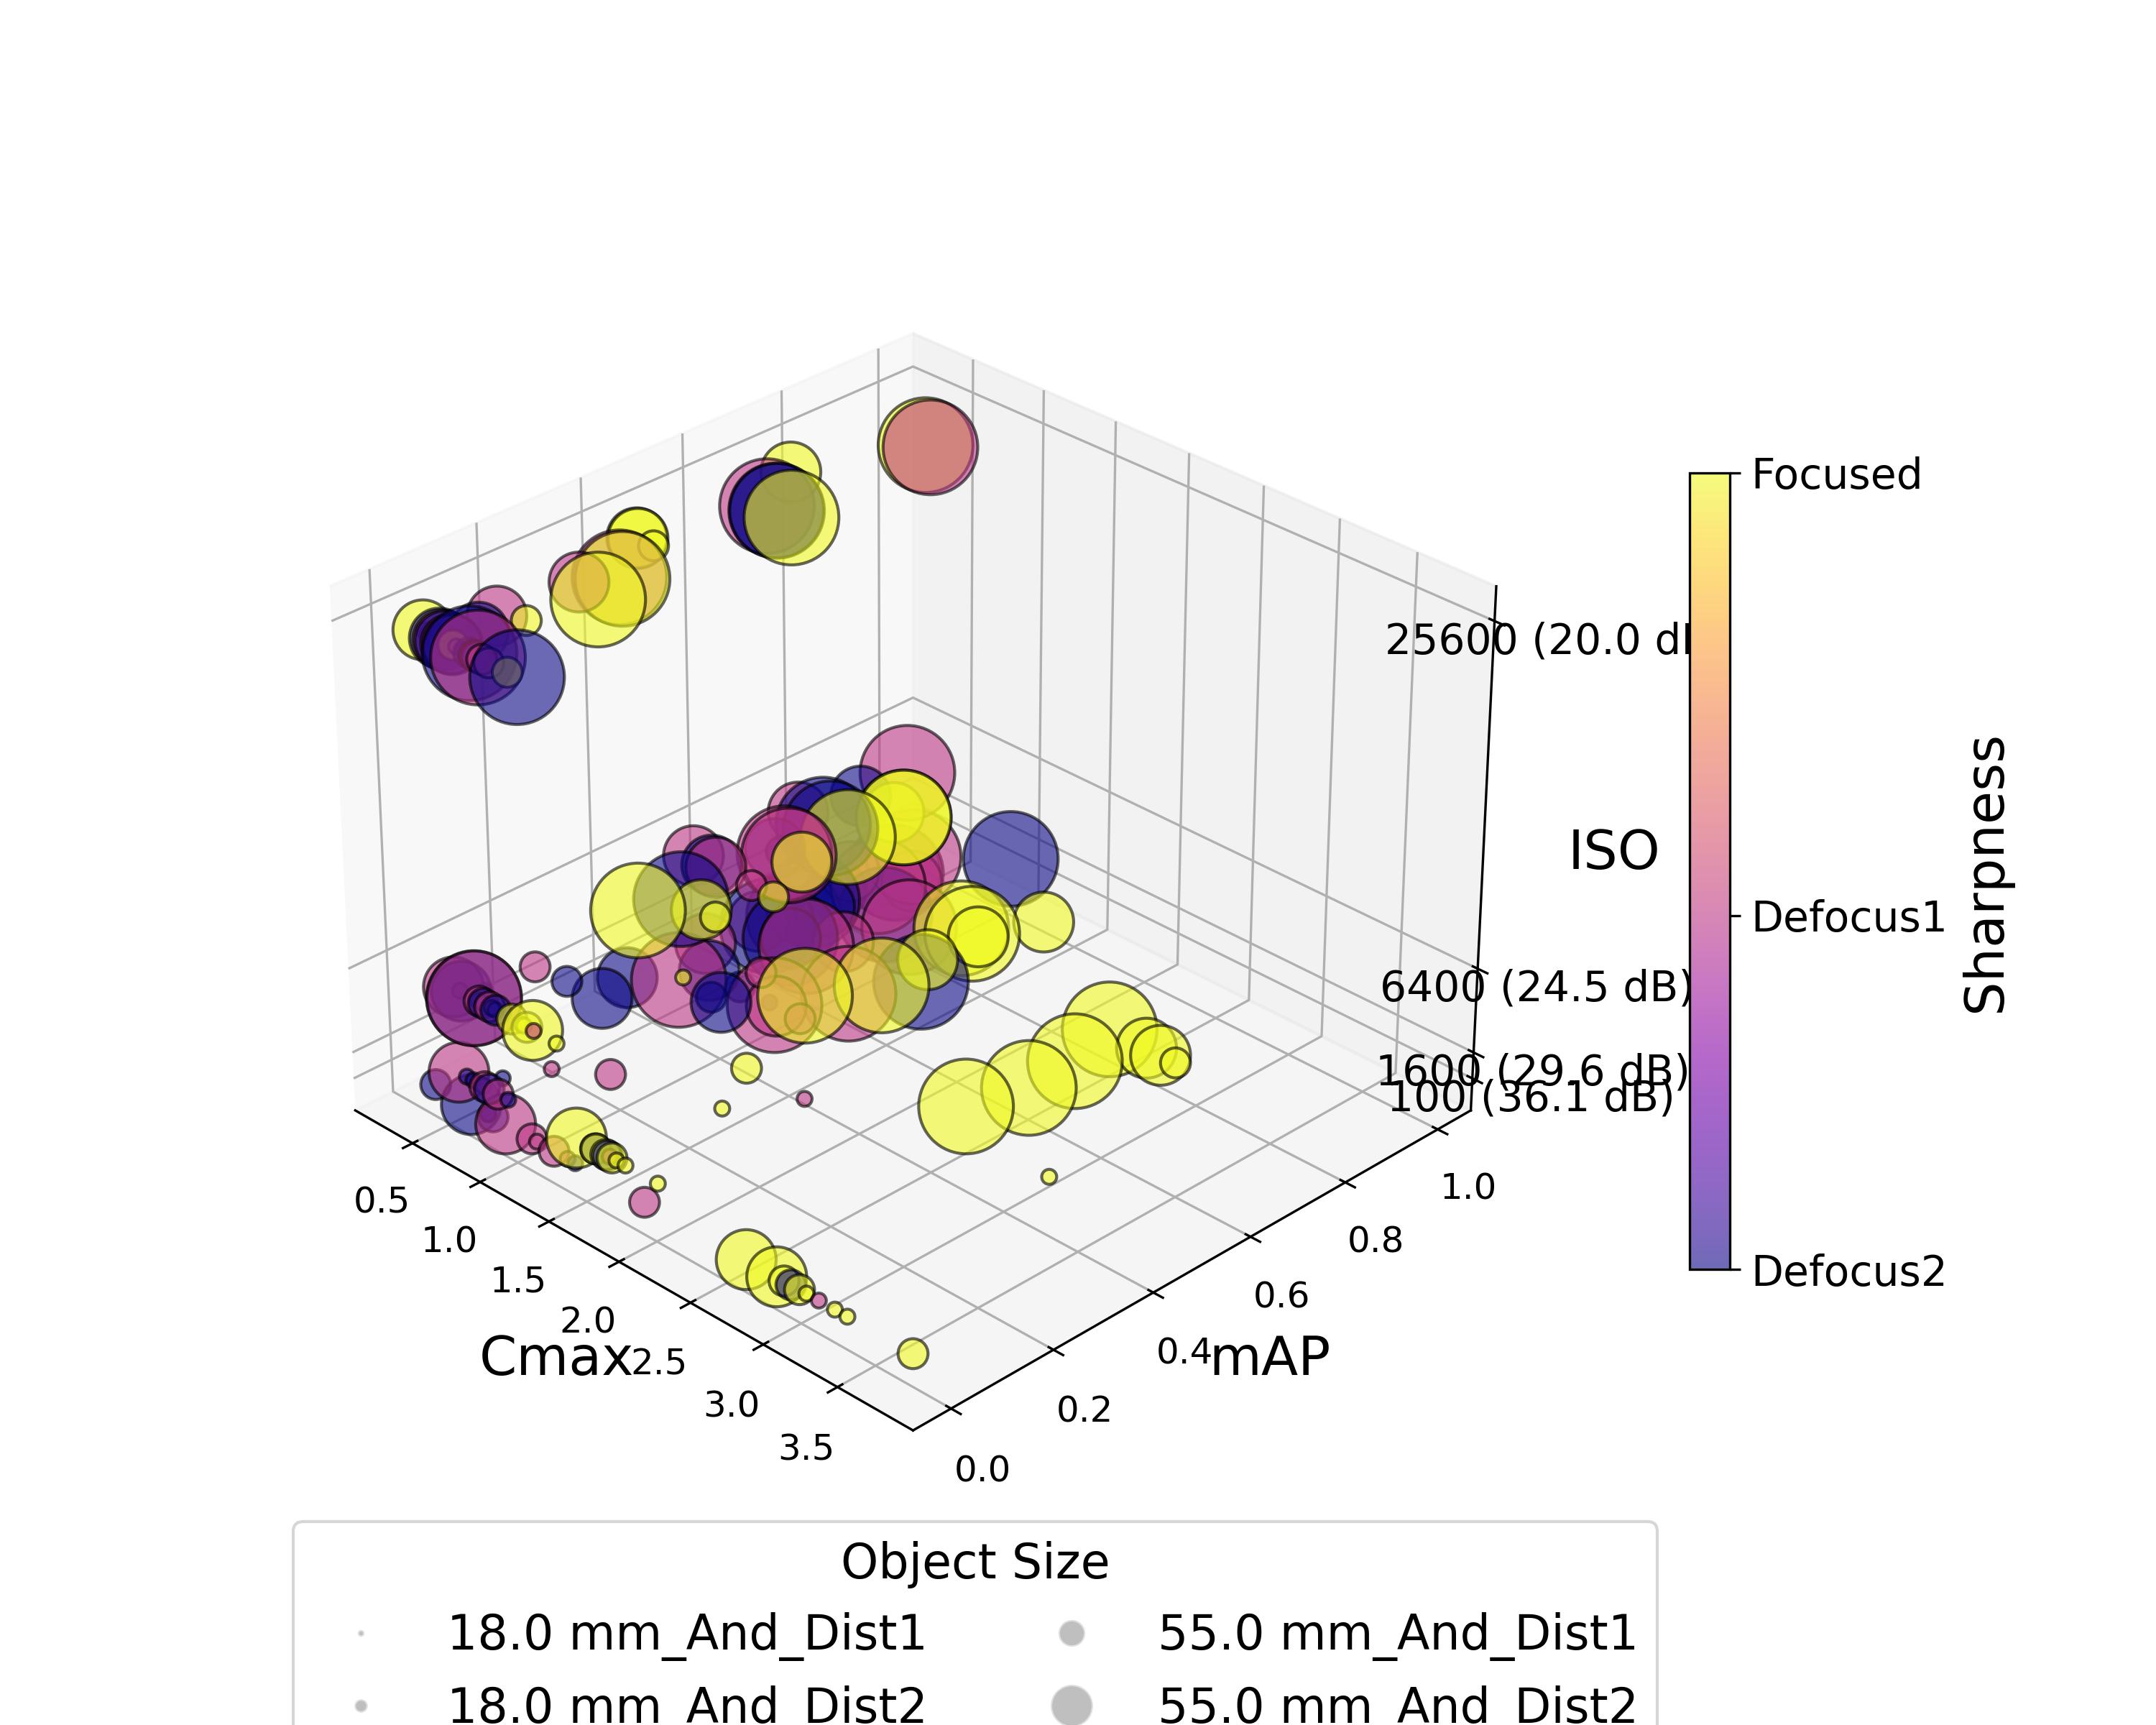 Focused
25600 (20.0 dB
ISO
Defocus1
Sharpness
6400 (24.5 dB)
1600 (29.6 dB)
100 (36.1 dB)
Defocus2
0.5
1.0
1.5
2.0
2.5
3.0
3.5
Cmax
0.0
0.2
0.4
0.6
0.8
1.0
mAP
Object Size
18.0 mm_And_Dist1
55.0 mm_And_Dist1
18.0 mm_And_Dist2
55.0 mm_And_Dist2